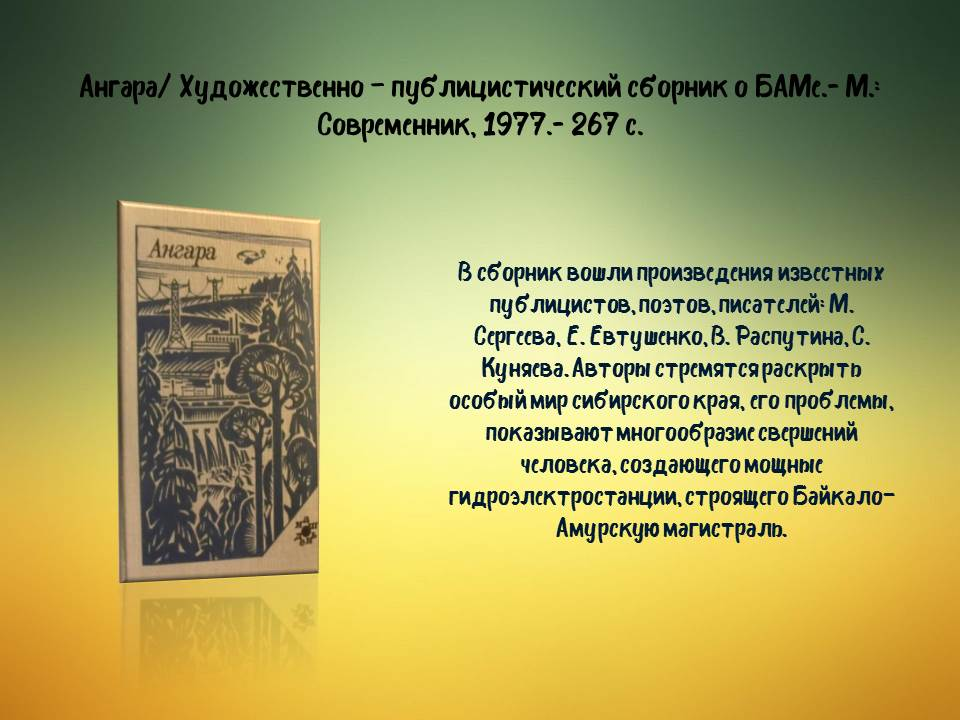 Ангара/ Художественно – публицистический сборник о БАМе.- М.:
Современник, 1977.- 267 с.
Ангара
В сборник вошли произведения известных
публицистов, поэтов, писателей: М.
Сергеева, Е. Евтушенко, В. Распутина, С.
Куняева. Авторы стремятся раскрыть
особый мир сибирского края, его проблемы,
показывают многообразие свершений
человека, создающего мощные
гидроэлектростанции, строящего Байкало-
Амурскую магистраль.